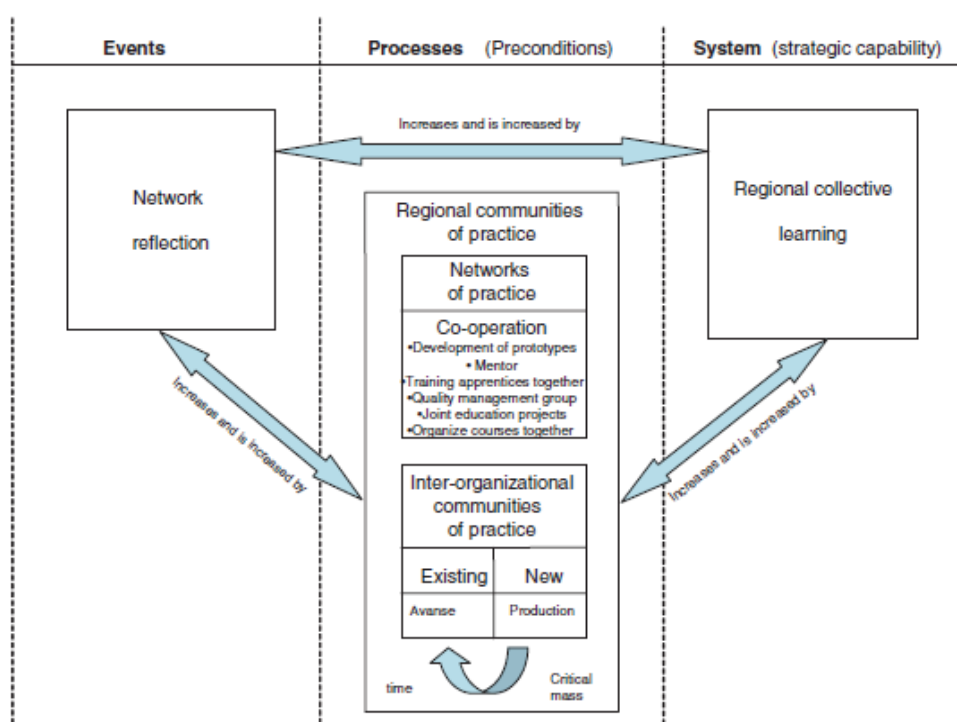 Events
Processes (Preconditions)
System (strategic capability)
Increases and is increased by
Network
reflection
Regional collective
learning
Regional communities
of practice
Networks
of practice
Co-operation
•Development of prototypes
• Mentor
•Training apprentices together
•Quality management group
•Joint education projects
•Organize courses together
Increases and is increased by
Increases and is increased by
Inter-organizational
communities
of practice
Existing
New
Avanse
Production
time
Critical
mass